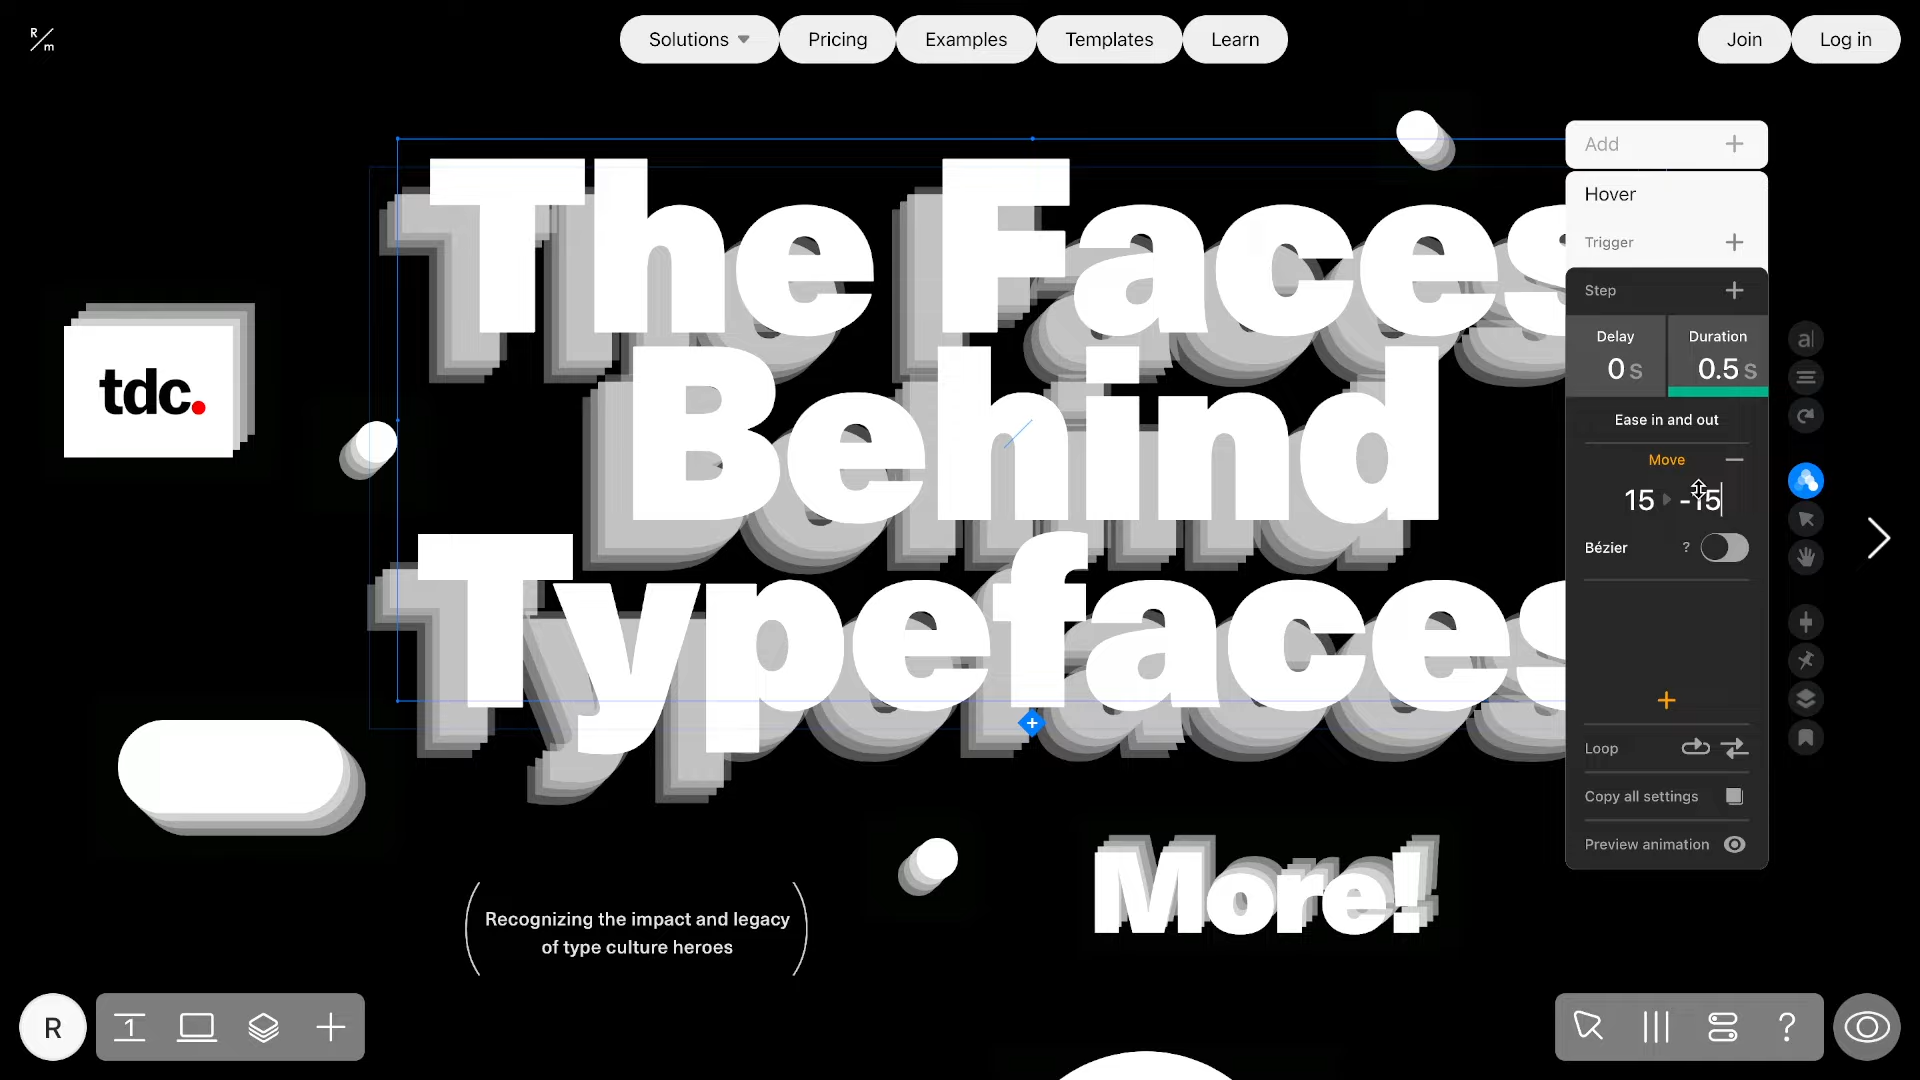 R/m
Solutions
Pricing
Examples
Templates
Learn
Join
Log in
The Faces
Behind
Typefaces
tdc.
Recognizing the impact and legacy
of type culture heroes
More!
Add
Hover
Trigger
Step
Delay
Duration
0 s
0.5 s
Ease in and out
Move
15
-15
Bézier
?
Loop
Copy all settings
Preview animation
a
R
1
?